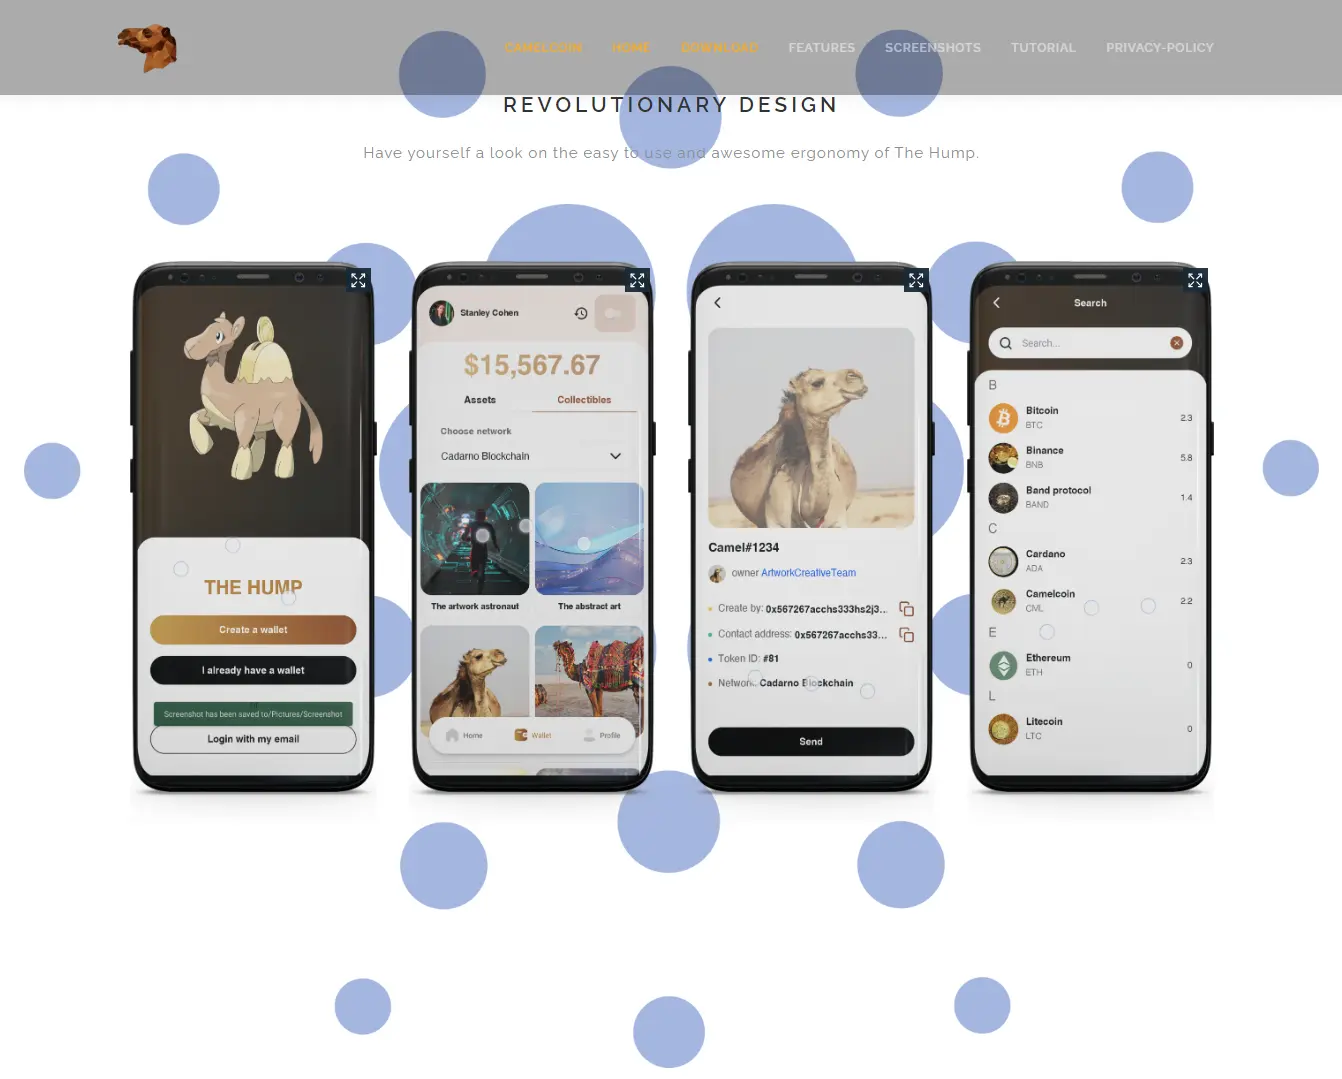 CAMELCOIN HOME DOWNLOAD FEATURES SCREENSHOTS TUTORIAL PRIVACY-POLICY
REVOLUTIONARY DESIGN
Have yourself a look on the easy to use and awesome ergonomy of The Hump.
THE HUMP
Create a wallet
I already have a wallet
Screenshot has been saved to/Pictures/Screenshot
Login with my email
Stanley Cohen
$15,567.67
Assets Collectibles
Choose network
Cadarno Blockchain
The artwork astronaut The abstract art
Home Wallet Profile
Camel#1234
owner ArtworkCreativeTeam
Create by: 0x567267acchs333hs2j3...
Contact address: 0x567267acchs33...
Token ID: #81
Network: Cadarno Blockchain
Send
Search
Search...
B
Bitcoin
BTC
2.3
Binance
BNB
5.8
Band protocol
BAND
1.4
C
Cardano
ADA
2.3
Camelcoin
CML
2.2
E
Ethereum
ETH
0
L
Litecoin
LTC
0